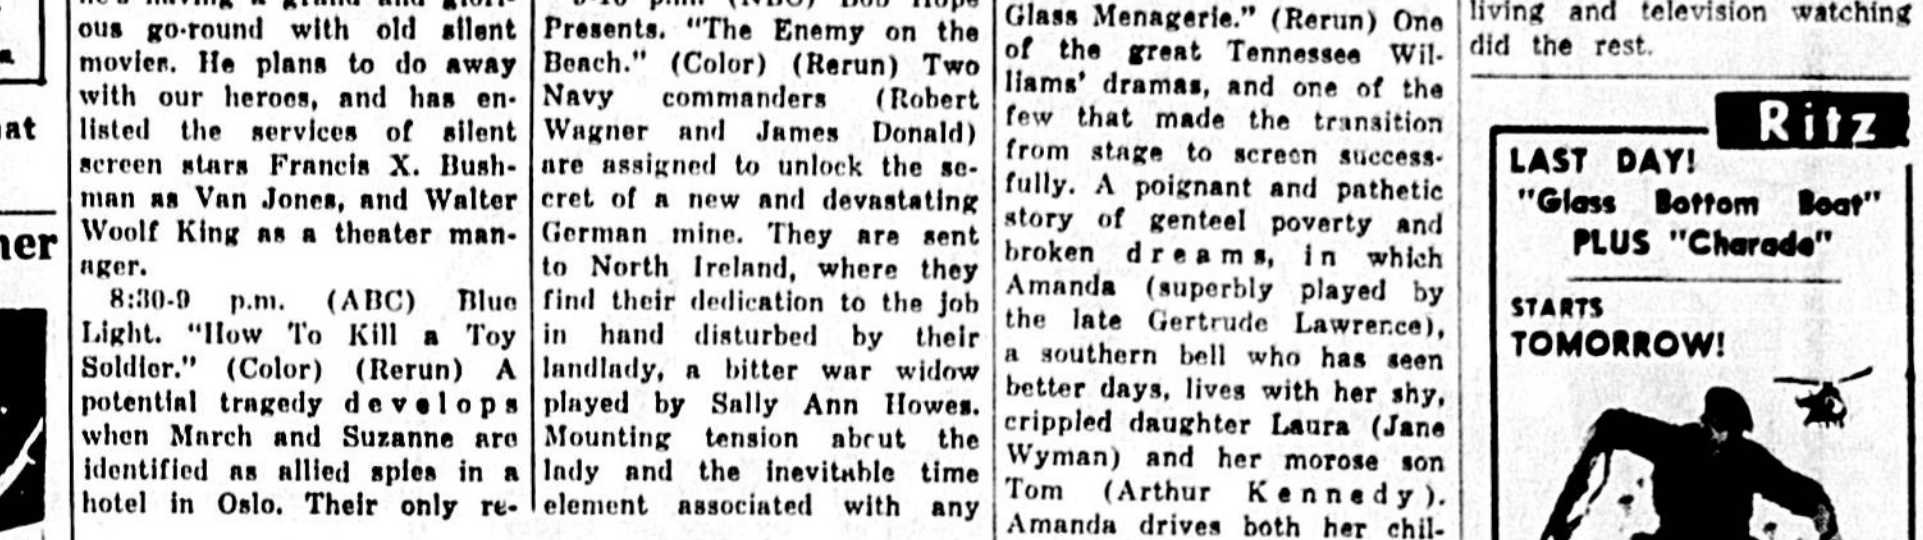 ous go-round with old silent
movies. He plans to do away
with our heroes, and has en-
listed the services of silent
screen stars Francis X. Bush-
man as Van Jones, and Walter
Woolf King as a theater man-
ager.
8:30-9 p.m. (ABC) Blue
Light. "How To Kill a Toy
Soldier." (Color) (Rerun) A
potential tragedy develops
when March and Suzanne are
identified as allied spies in a
hotel in Oslo. Their only re-
p.m. (NBC) Bob Hope
Presents. "The Enemy on the
Beach." (Color) (Rerun) Two
Navy commanders (Robert
Wagner and James Donald)
are assigned to unlock the se-
cret of a new and devastating
German mine. They are sent
to North Ireland, where they
find their dedication to the job
in hand disturbed by their
landlady, a bitter war widow
played by Sally Ann Howes.
Mounting tension about the
lady and the inevitable time
element associated with any
Glass Menagerie." (Rerun) One
of the great Tennessee Wil-
liams' dramas, and one of the
few that made the transition
from stage to screen success-
fully. A poignant and pathetic
story of genteel poverty and
broken dreams, in which
Amanda (superbly played by
the late Gertrude Lawrence),
a southern bell who has seen
better days, lives with her shy,
crippled daughter Laura (Jane
Wyman) and her morose son
Tom (Arthur Kennedy).
Amanda drives both her chil-
living and television watching
did the rest.
Ritz
LAST DAY!
"Glass Bottom Boat"
PLUS "Charade"
STARTS
TOMORROW!